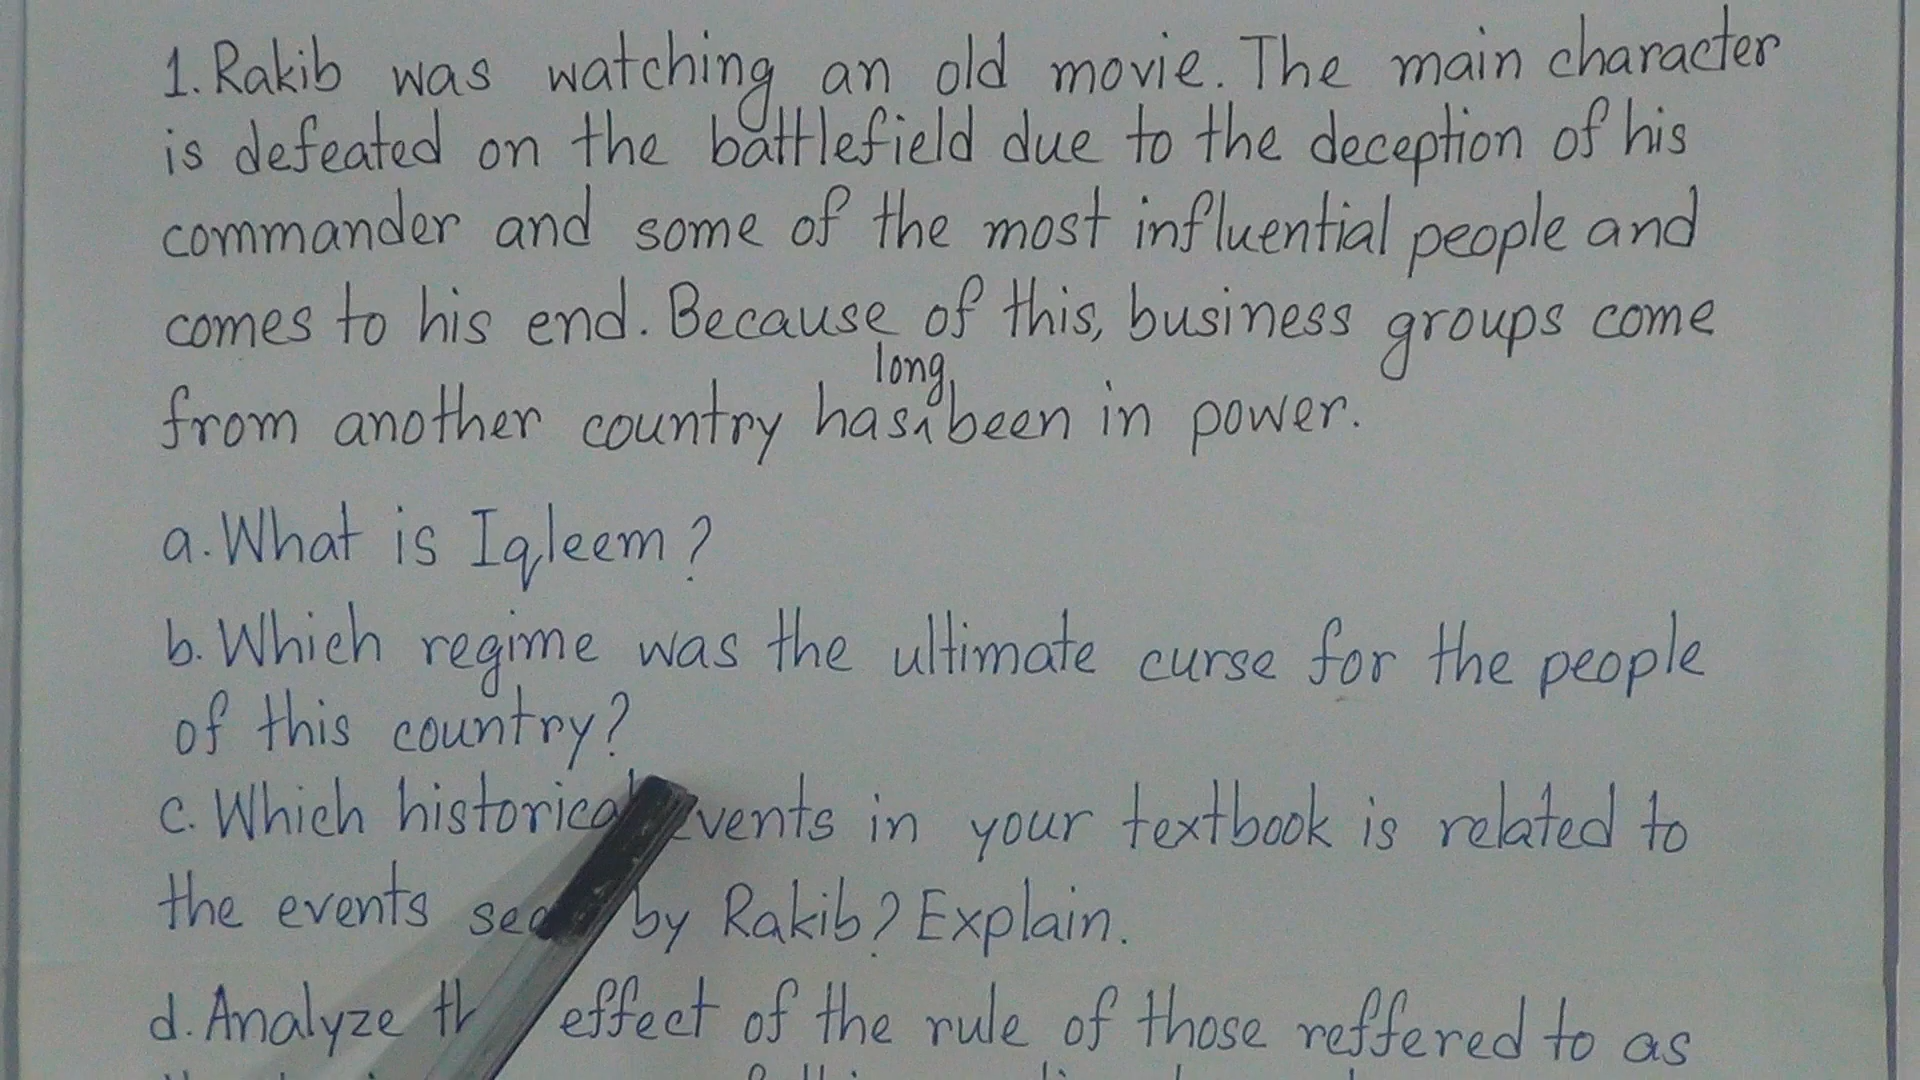 1. Rakib was watching an old movie. The main character
is defeated on the battlefield due to the deception of his
commander and some of the most influential people and
comes to his end. Because of this, business groups come
long
from another country has been in power.
a. What is Iqleem?
b. Which regime was the ultimate curse for the people
of this country?
c. Which historical events in your textbook is related to
the events by Rakib? Explain.
d. Analyze effect of the rule of those reffered to as